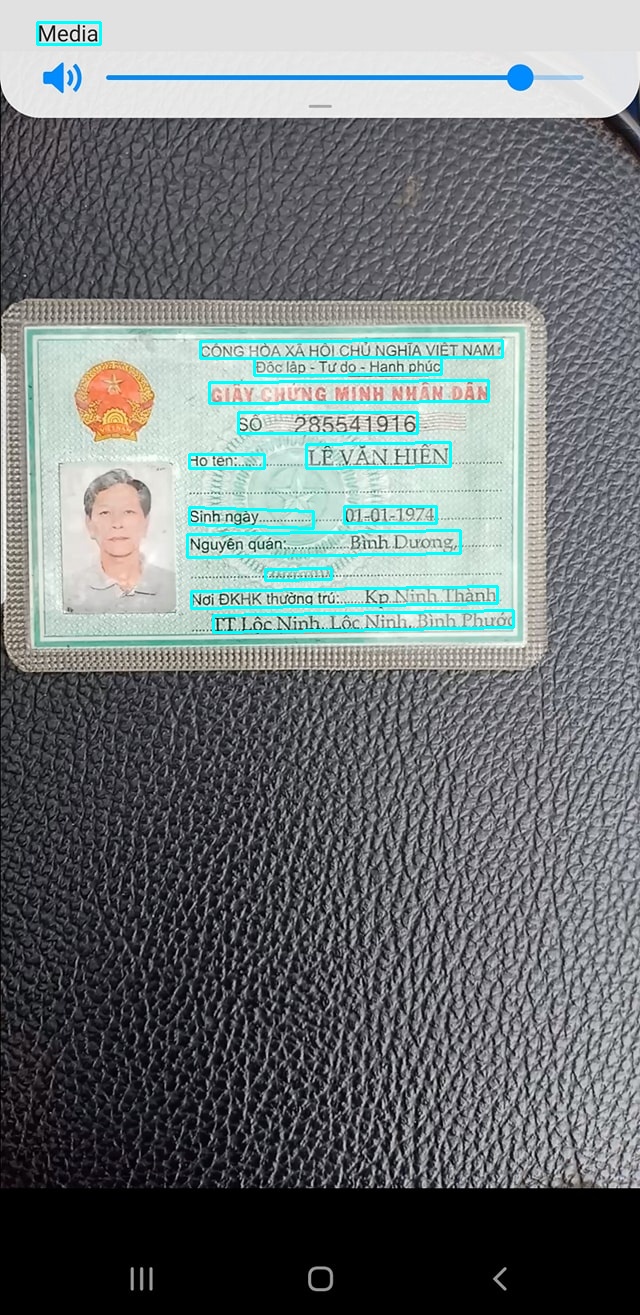 Media
CỘNG HÒA XÃ HỘI CHỦ NGHĨA VIỆT NAM
Độc lập - Tự do - Hạnh phúc
GIẤY CHỨNG MINH NHÂN DÂN
SỐ 285541916
Họ tên: LÊ VĂN HIỀN
Sinh ngày 01-01-1974
Nguyên quán: Bình Dương,
Nơi ĐKHK thường trú: Kp.Ninh Thành
TT.Lộc Ninh, Lộc Ninh, Bình Phước